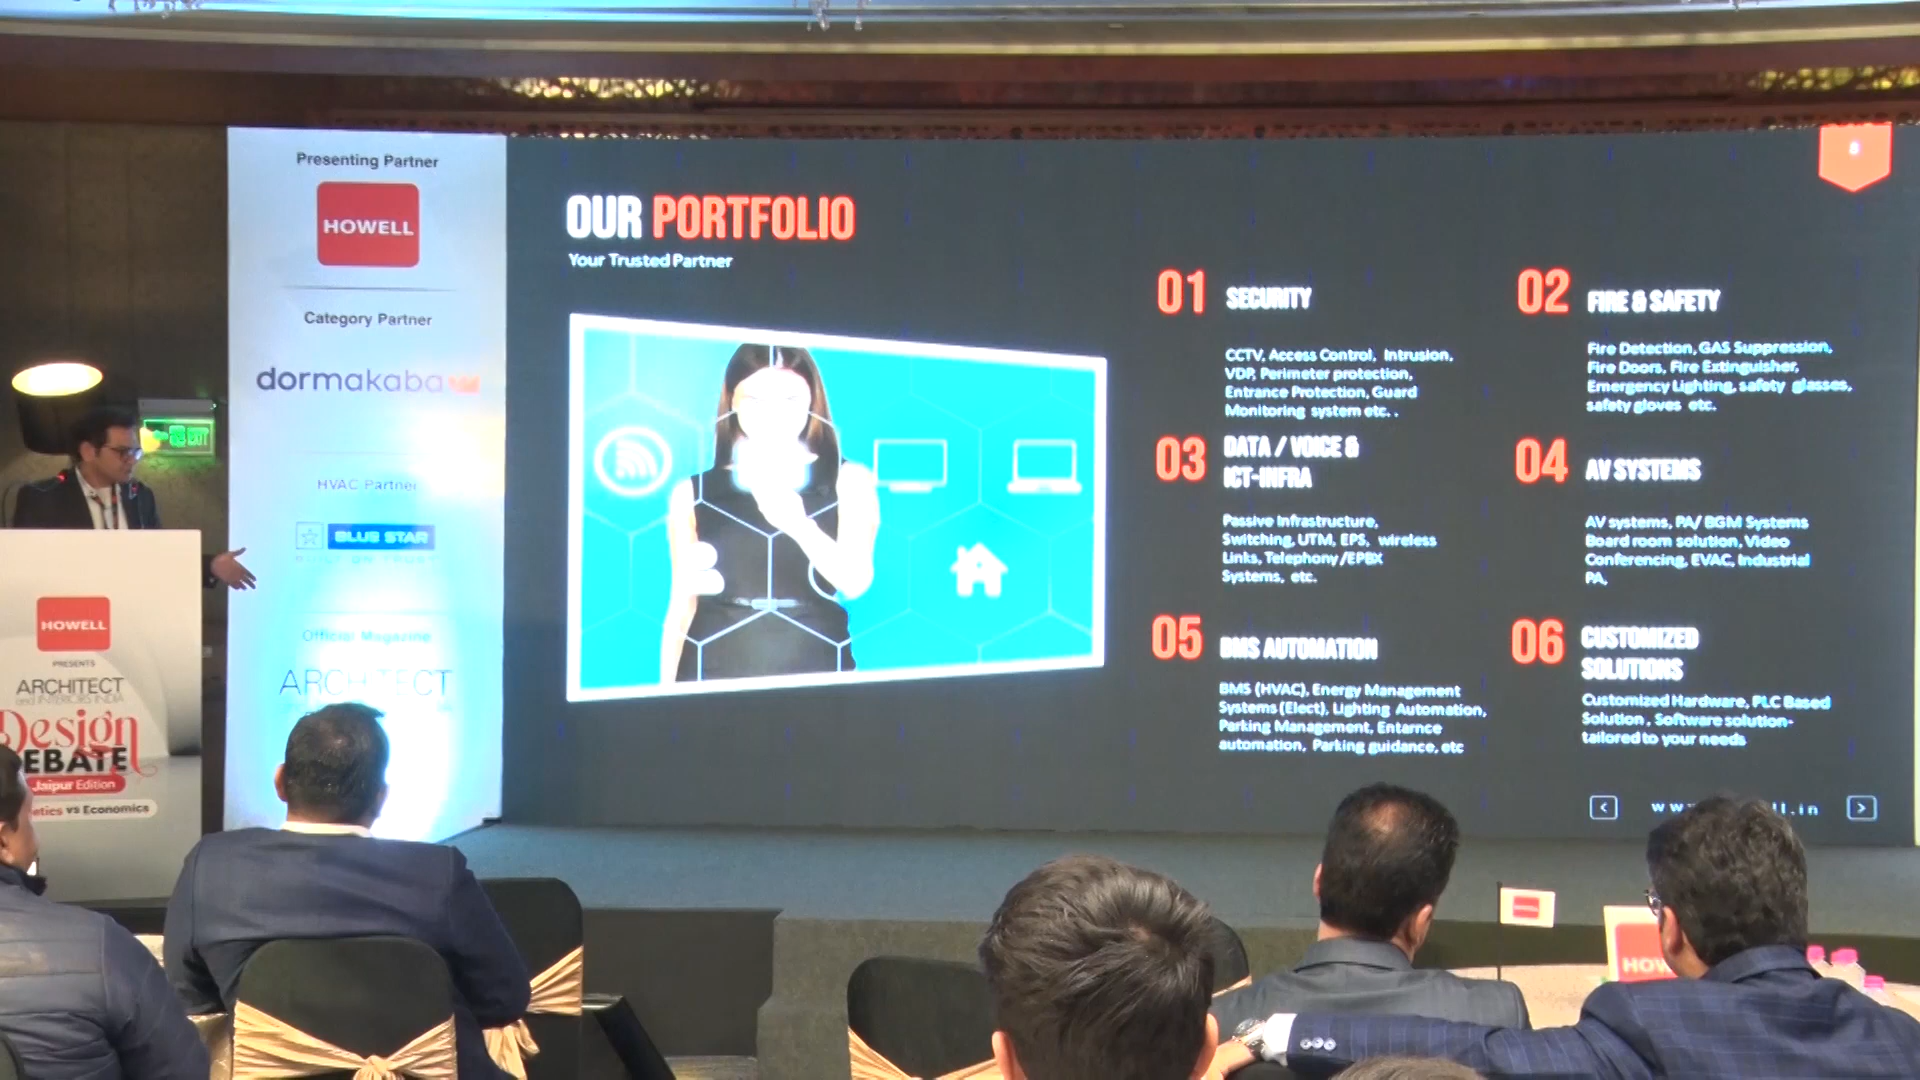 Presenting Partner
HOWELL
Category Partner
dormakaba
HVAC Partner
BLUE STAR
Official Magazine
ARCHITECT
OUR PORTFOLIO
Your Trusted Partner
8
01 SECURITY
CCTV, Access Control, Intrusion,
VDP, Perimeter protection,
Entrance Protection, Guard
Monitoring system etc. .
02 FIRE & SAFETY
Fire Detection, GAS Suppression,
Fire Doors, Fire Extinguisher,
Emergency Lighting, safety glasses,
safety gloves etc.
03 DATA / VOICE &
ICT-INFRA
Passive Infrastructure,
Switching, UTM, EPS, wireless
Links, Telephony /EPBX
Systems, etc.
04 AV SYSTEMS
AV systems, PA/ BGM Systems
Board room solution, Video
Conferencing, EVAC, Industrial
PA,
05 BMS AUTOMATION
BMS (HVAC), Energy Management
Systems (Elect), Lighting Automation,
Parking Management, Entarnce
automation, Parking guidance, etc
06 CUSTOMIZED
SOLUTIONS
Customized Hardware, PLC Based
Solution , Software solution-
tailored to your needs
HOWELL
PRESENTS
ARCHITECT
and INTERIORS INDIA
Design
DEBATE
Jaipur Edition
vs Economics